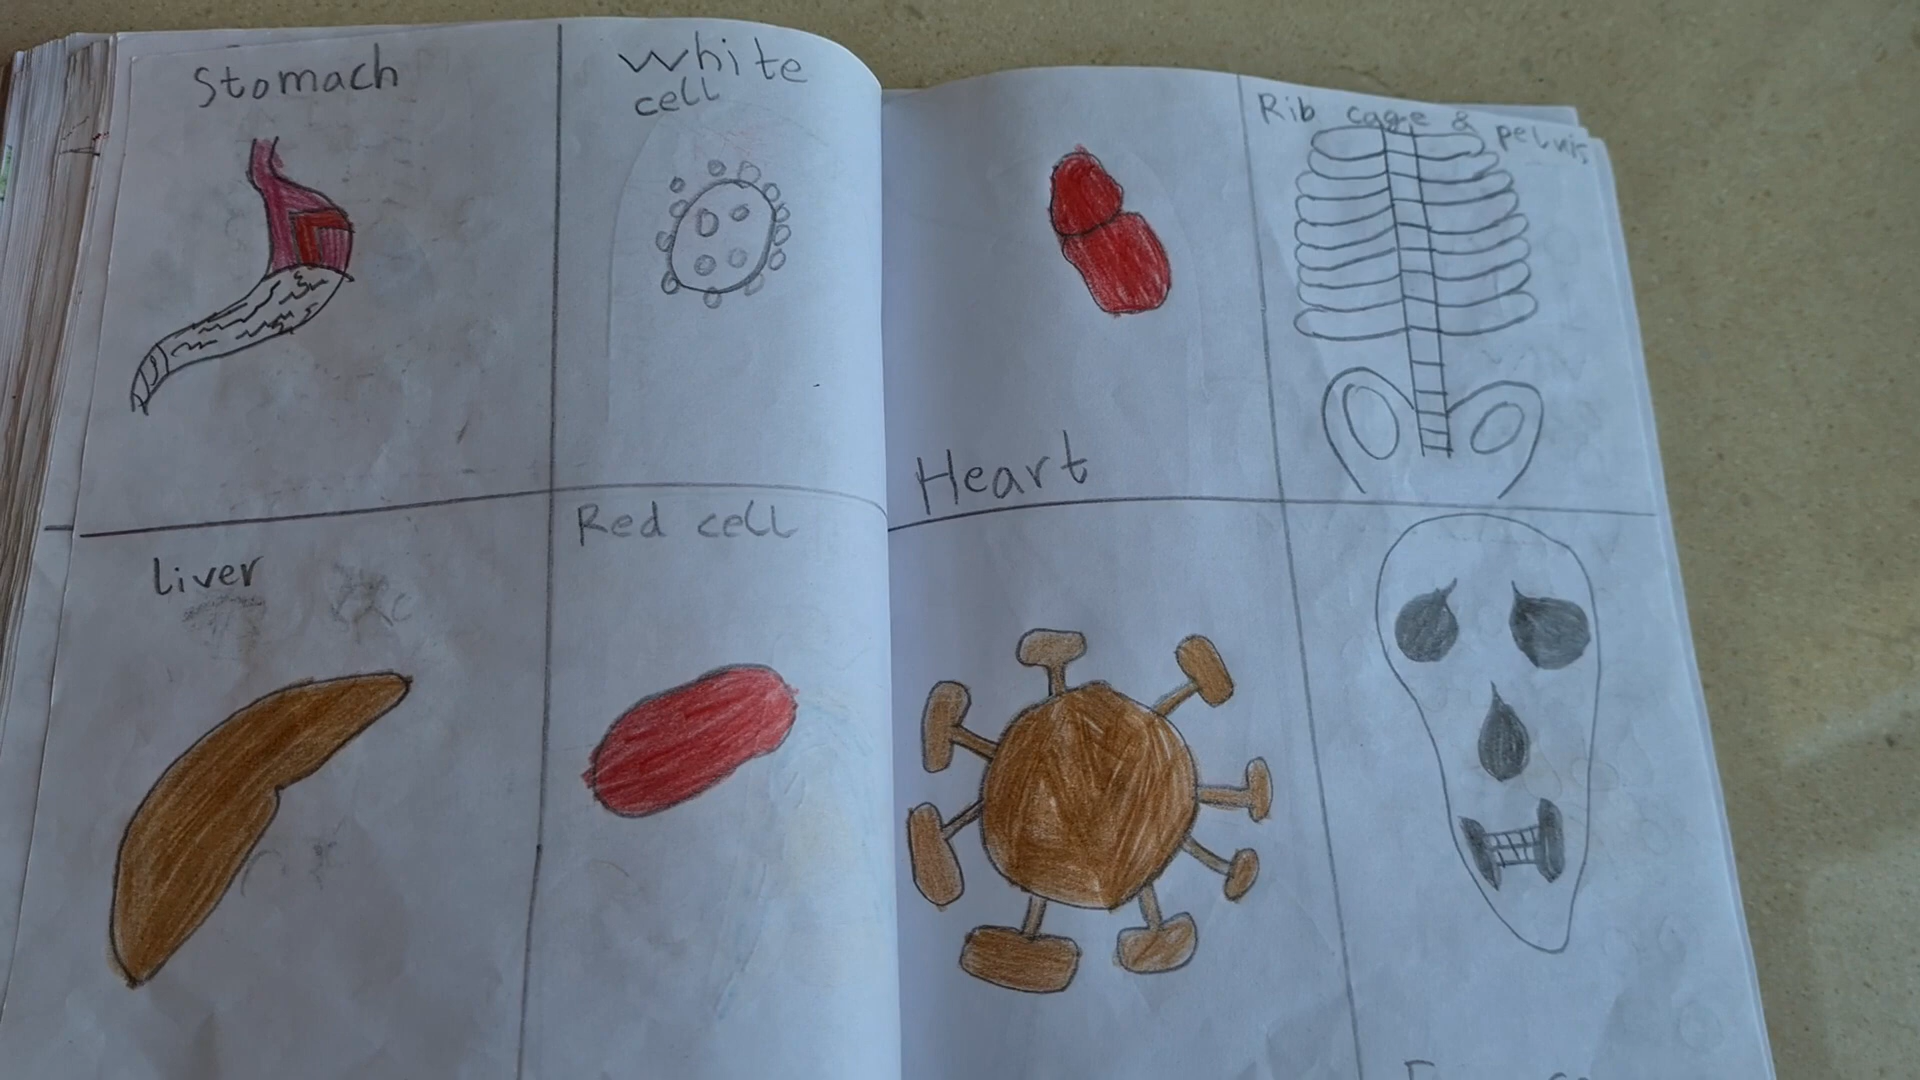 Stomach
White
cell
Rib cage & pelvis
Heart
Liver
Red cell